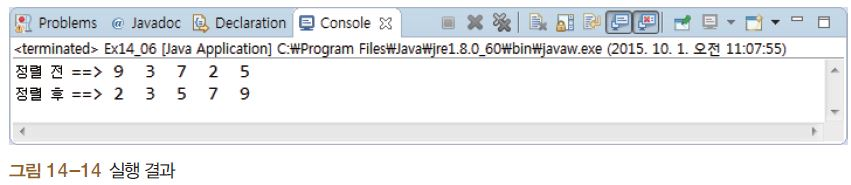 Problems @ Javadoc Declaration Console
<terminated> Ex14_06 [Java Application] C:₩Program Files₩Java₩jre1.8.0_60₩bin₩javaw.exe (2015. 10. 1. 오전 11:07:55)
정렬 전 ==> 9 3 7 2 5
정렬 후 ==> 2 3 5 7 9
그림 14-14 실행 결과